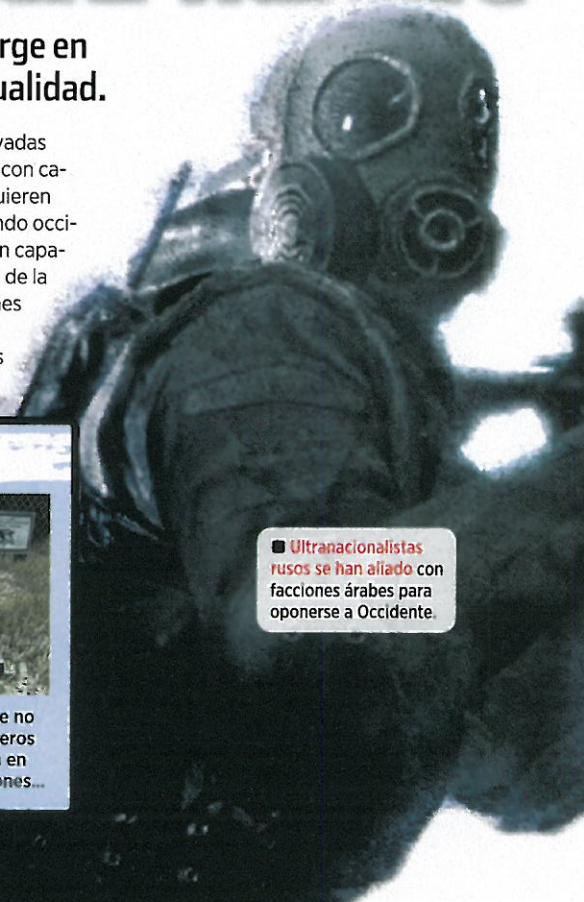 rge en
ualidad.
vadas
con ca-
uieren
ndo occi-
n capa-
de la
nes
s
■ Ultranacionalistas
rusos se han aliado con
facciones árabes para
oponerse a Occidente.
e no
eros
en
ones...